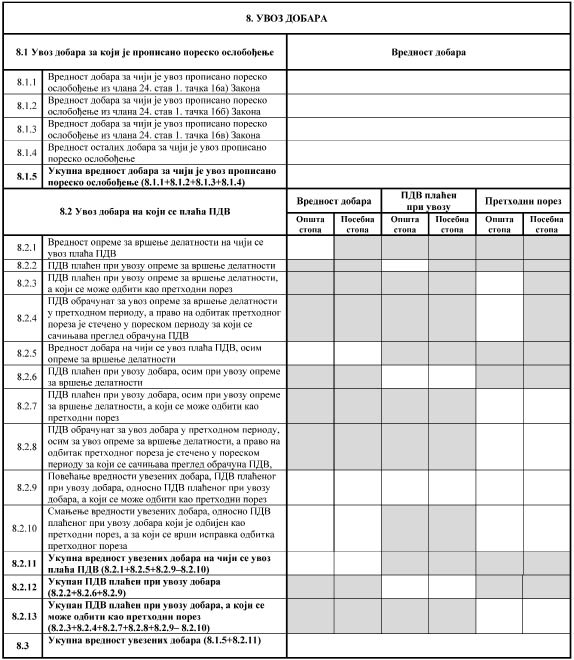 8. УВОЗ ДОБАРА
8.1 Увоз добара за који је прописано пореско ослобођење
Вредност добара
8.1.1 Вредност добара за чији је увоз прописано пореско
ослобођење из члана 24. став 1. тачка 16а) Закона
8.1.2 Вредност добара за чији је увоз прописано пореско
ослобођење из члана 24. став 1. тачка 16б) Закона
8.1.3 Вредност добара за чији је увоз прописано пореско
ослобођење из члана 24. став 1. тачка 16в) Закона
8.1.4 Вредност осталих добара за чији је увоз прописано
пореско ослобођење
8.1.5 Укупна вредност добара за чији је увоз прописано
пореско ослобођење (8.1.1+8.1.2+8.1.3+8.1.4)
8.2 Увоз добара на који се плаћа ПДВ
Вредност добара
ПДВ плаћен
при увозу
Претходни порез
Општа
стопа
Посебна
стопа
Општа
стопа
Посебна
стопа
Општа
стопа
Посебна
стопа
8.2.1 Вредност опреме за вршење делатности на чији се
увоз плаћа ПДВ
8.2.2 ПДВ плаћен при увозу опреме за вршење делатности
8.2.3 ПДВ плаћен при увозу опреме за вршење делатности,
а који се може одбити као претходни порез
8.2.4 ПДВ обрачунат за увоз опреме за вршење делатности
у претходном периоду, а право на одбитак претходног
пореза је стечено у пореском периоду за који се
сачињава преглед обрачуна ПДВ
8.2.5 Вредност добара на чији се увоз плаћа ПДВ, осим
опреме за вршење делатности
8.2.6 ПДВ плаћен при увозу добара, осим при увозу опреме
за вршење делатности
8.2.7 ПДВ плаћен при увозу добара, осим при увозу
опреме за вршење делатности, а који се може одбити као
претходни порез
8.2.8 ПДВ обрачунат за увоз добара у претходном периоду,
осим за увоз опреме за вршење делатности, а право на
одбитак претходног пореза је стечено у пореском
периоду за који се сачињава преглед обрачуна ПДВ,
8.2.9 Повећање вредности увезених добара, ПДВ плаћеног
при увозу добара, односно ПДВ плаћеног при увозу
добара, а који се може одбити као претходни порез
8.2.10 Смањење вредности увезених добара, односно ПДВ
плаћеног при увозу добара који је одбијен као
претходни порез, а за који се врши исправка одбитка
претходног пореза
8.2.11 Укупна вредност увезених добара на чији се увоз
плаћа ПДВ (8.2.1+8.2.5+8.2.9–8.2.10)
8.2.12 Укупан ПДВ плаћен при увозу добара
(8.2.2+8.2.6+8.2.9)
8.2.13 Укупан ПДВ плаћен при увозу добара, а који се
може одбити као претходни порез
(8.2.3+8.2.4+8.2.7+8.2.8+8.2.9– 8.2.10)
8.3 Укупна вредност увезених добара (8.1.5+8.2.11)